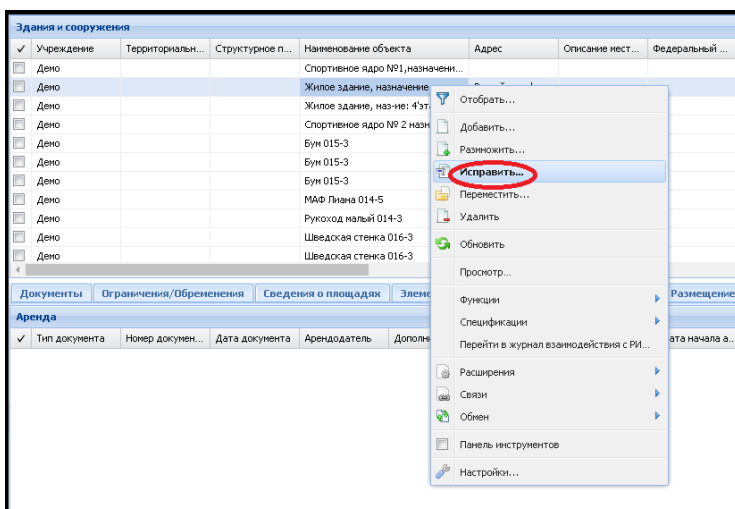 Здания и сооружения
✓ Учреждение Территориальн... Структурное п... Наименование объекта Адрес Описание мест... Федеральный ...
Демо Спортивное ядро №1,назначени...
Демо Жилое здание, назначение
Демо Жилое здание, наз-ие: 4'эт
Демо Спортивное ядро № 2 назн
Демо Бум 015-3
Демо Бум 015-3
Демо Бум 015-3
Демо МАФ Лиана 014-5
Демо Рукоход малый 014-3
Демо Шведская стенка 016-3
Демо Шведская стенка 016-3
Отобрать...
Добавить...
Размножить...
Исправить...
Переместить...
Удалить
Обновить
Просмотр...
Функции
Спецификации
Перейти в журнал взаимодействия с РИ...
Расширения
Связи
Обмен
Панель инструментов
Настройки...
Документы Ограничения/Обременения Сведения о площадях Элеме Размещение
Аренда
✓ Тип документа Номер докумен... Дата документа Арендодатель Дополн ата начала а...